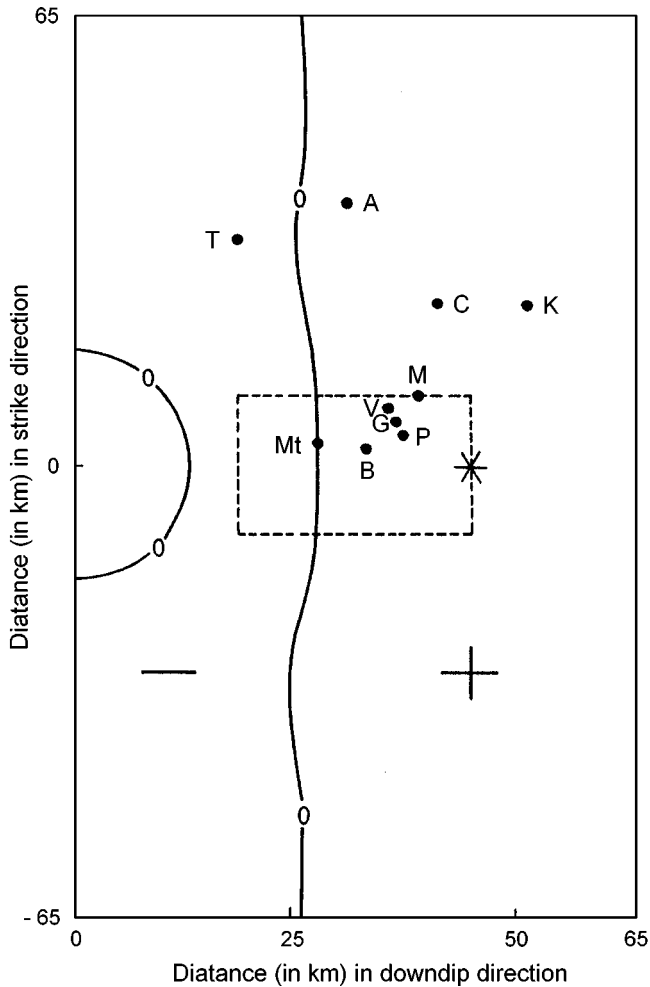 65
0
A
T
C
K
M
0
V
G
P
Mt
B
0
0
0
-65
0
25
50
65
Diatance (in km) in strike direction
Diatance (in km) in downdip direction